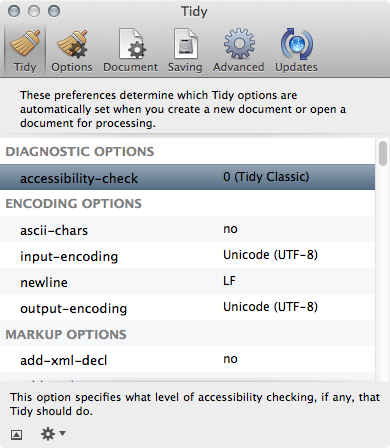 Tidy
Tidy Options Document Saving Advanced Updates
These preferences determine which Tidy options are
automatically set when you create a new document or open a
document for processing.
DIAGNOSTIC OPTIONS
accessibility-check 0 (Tidy Classic)
ENCODING OPTIONS
ascii-chars no
input-encoding Unicode (UTF-8)
newline LF
output-encoding Unicode (UTF-8)
MARKUP OPTIONS
add-xml-decl no
This option specifies what level of accessibility checking, if any, that
Tidy should do.